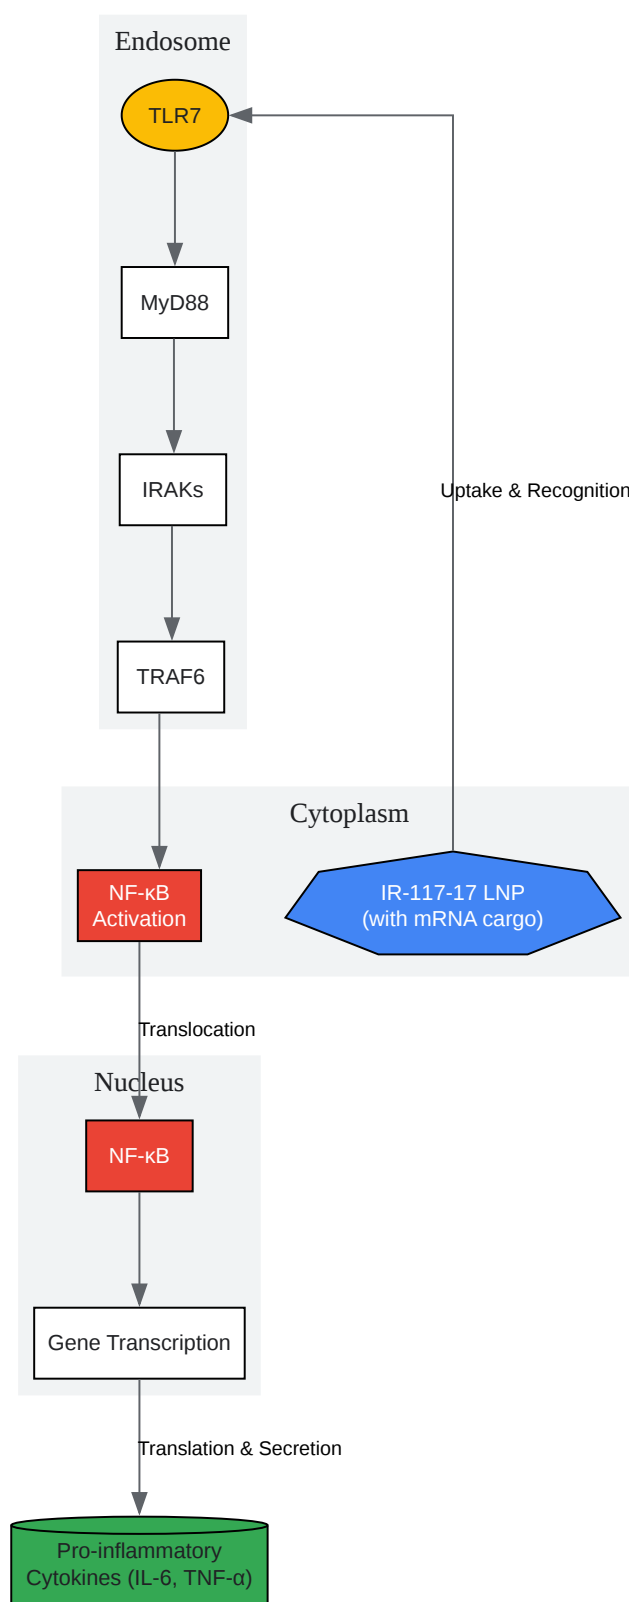 Endosome
TLR7
MyD88
IRAKs
Uptake & Recognition
TRAF6
Cytoplasm
NF-κB
Activation
IR-117-17 LNP
(with mRNA cargo)
Translocation
Nucleus
NF-κB
Gene Transcription
Translation & Secretion
Pro-inflammatory
Cytokines (IL-6, TNF-α)